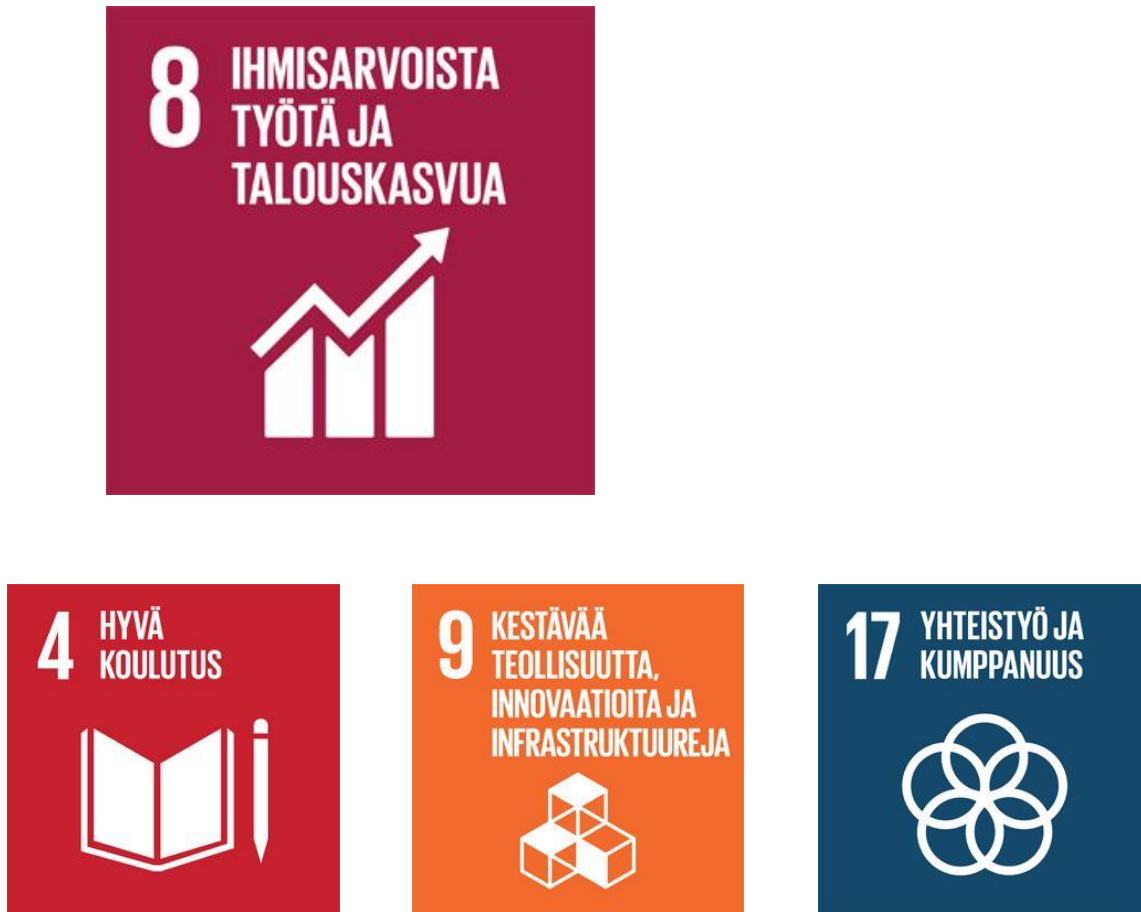 8 IHMISARVOISTA
TYÖTÄ JA
TALOUSKASVUA
4 HYVÄ
KOULUTUS
9 KESTÄVÄÄ
TEOLLISUUTTA,
INNOVAATIOITA JA
INFRASTRUKTUUREJA
17 YHTEISTYÖ JA
KUMPPANUUS